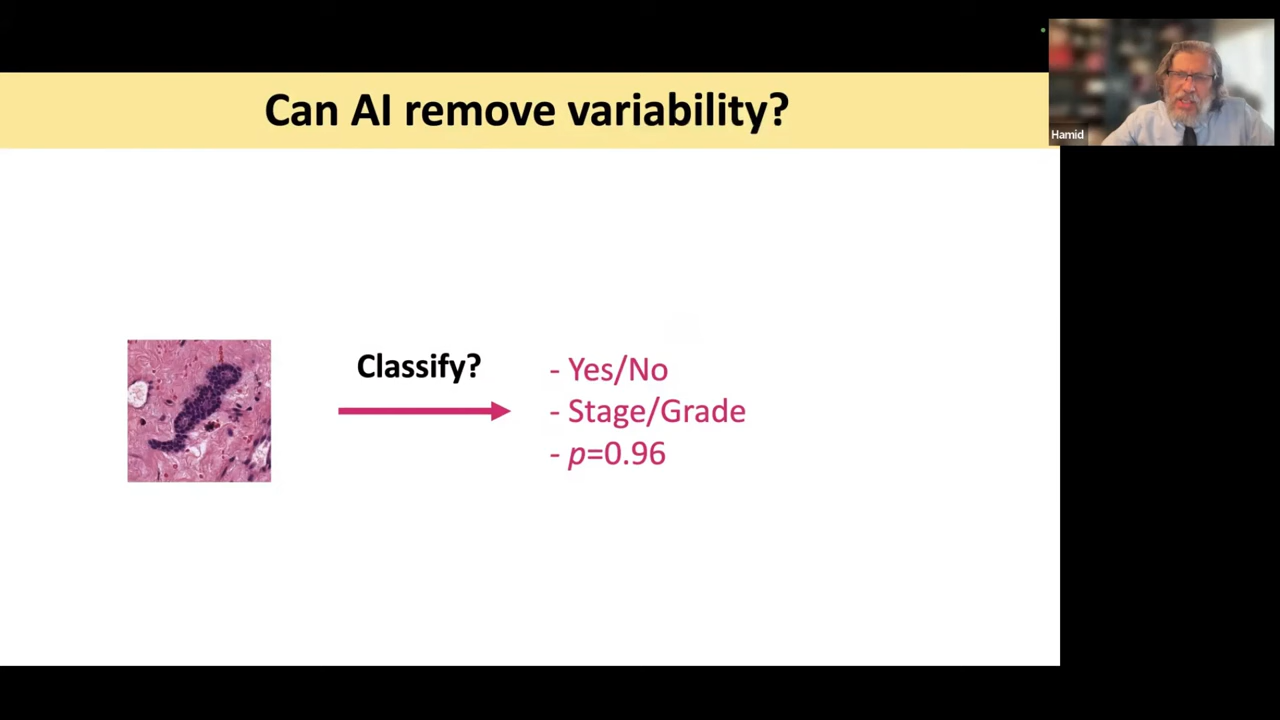 Can AI remove variability?
Hamid
Classify?
- Yes/No
- Stage/Grade
- p=0.96